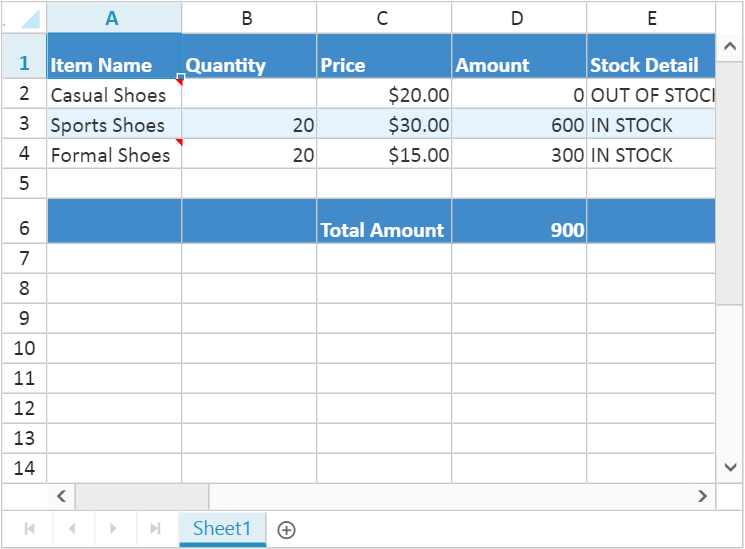 A B C D E
1 Item Name Quantity Price Amount Stock Detail
2 Casual Shoes $20.00 0 OUT OF STOCK
3 Sports Shoes 20 $30.00 600 IN STOCK
4 Formal Shoes 20 $15.00 300 IN STOCK
5
6 Total Amount 900
7
8
9
10
11
12
13
14
Sheet1